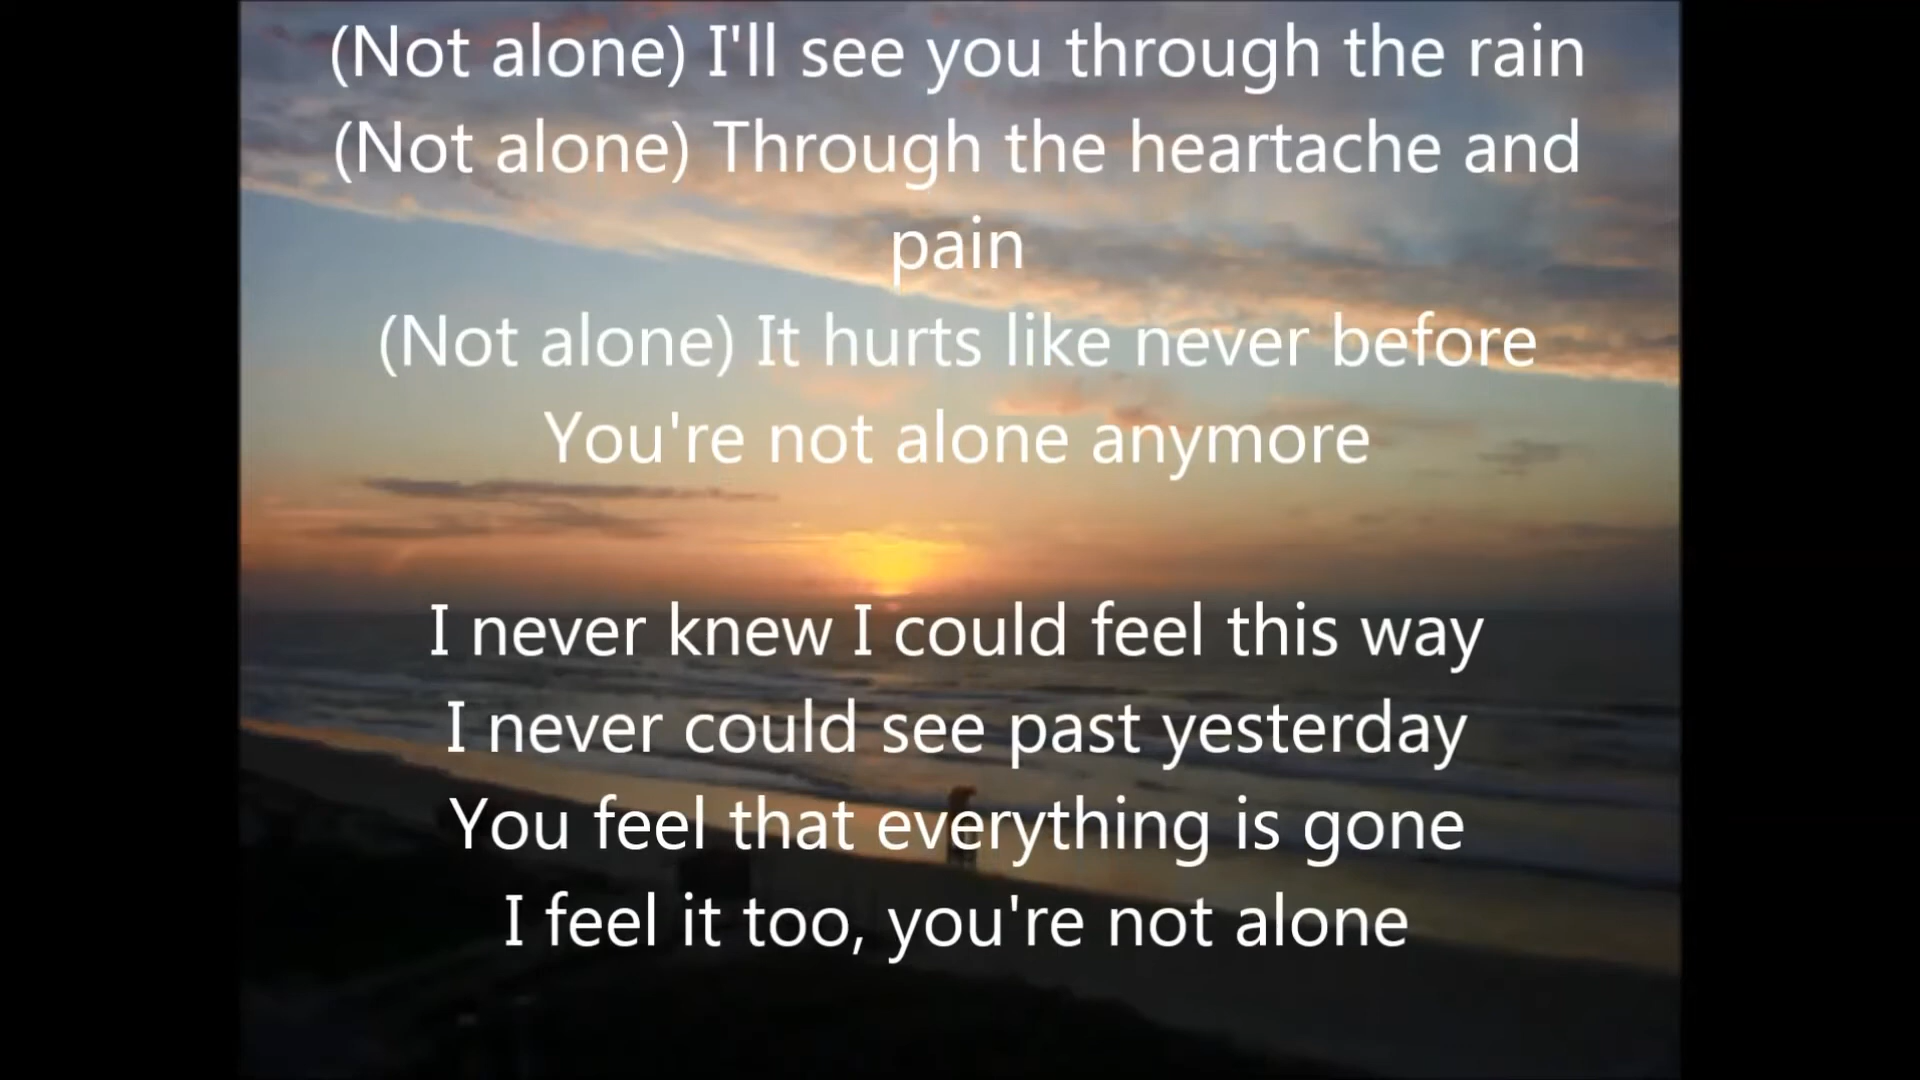 (Not alone) I'll see you through the rain
(Not alone) Through the heartache and
pain
(Not alone) It hurts like never before
You're not alone anymore
I never knew I could feel this way
I never could see past yesterday
You feel that everything is gone
I feel it too, you're not alone